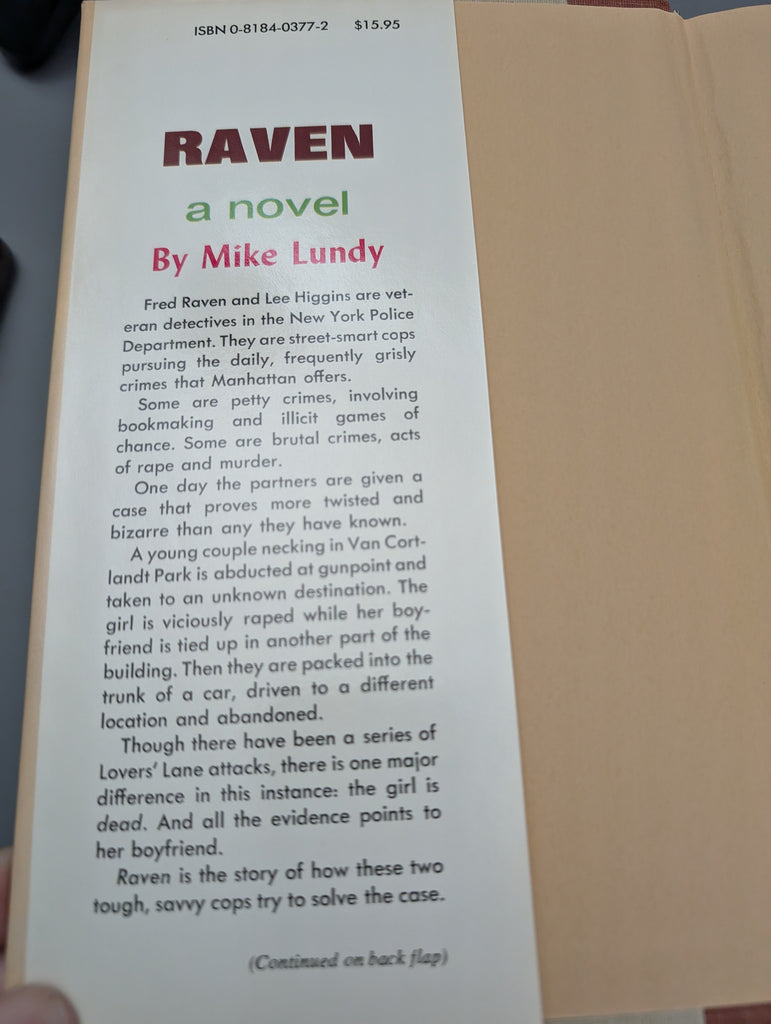 ISBN 0-8184-0377-2 $15.95
RAVEN
a novel
By Mike Lundy
Fred Raven and Lee Higgins are vet-
eran detectives in the New York Police
Department. They are street-smart cops
pursuing the daily, frequently grisly
crimes that Manhattan offers.
Some are petty crimes, involving
bookmaking and illicit games of
chance. Some are brutal crimes, acts
of rape and murder.
One day the partners are given a
case that proves more twisted and
bizarre than any they have known.
A young couple necking in Van Cort-
landt Park is abducted at gunpoint and
taken to an unknown destination. The
girl is viciously raped while her boy-
friend is tied up in another part of the
building. Then they are packed into the
trunk of a car, driven to a different
location and abandoned.
Though there have been a series of
Lovers' Lane attacks, there is one major
difference in this instance: the girl is
dead. And all the evidence points to
her boyfriend.
Raven is the story of how these two
tough, savvy cops try to solve the case.
(Continued on back flap)